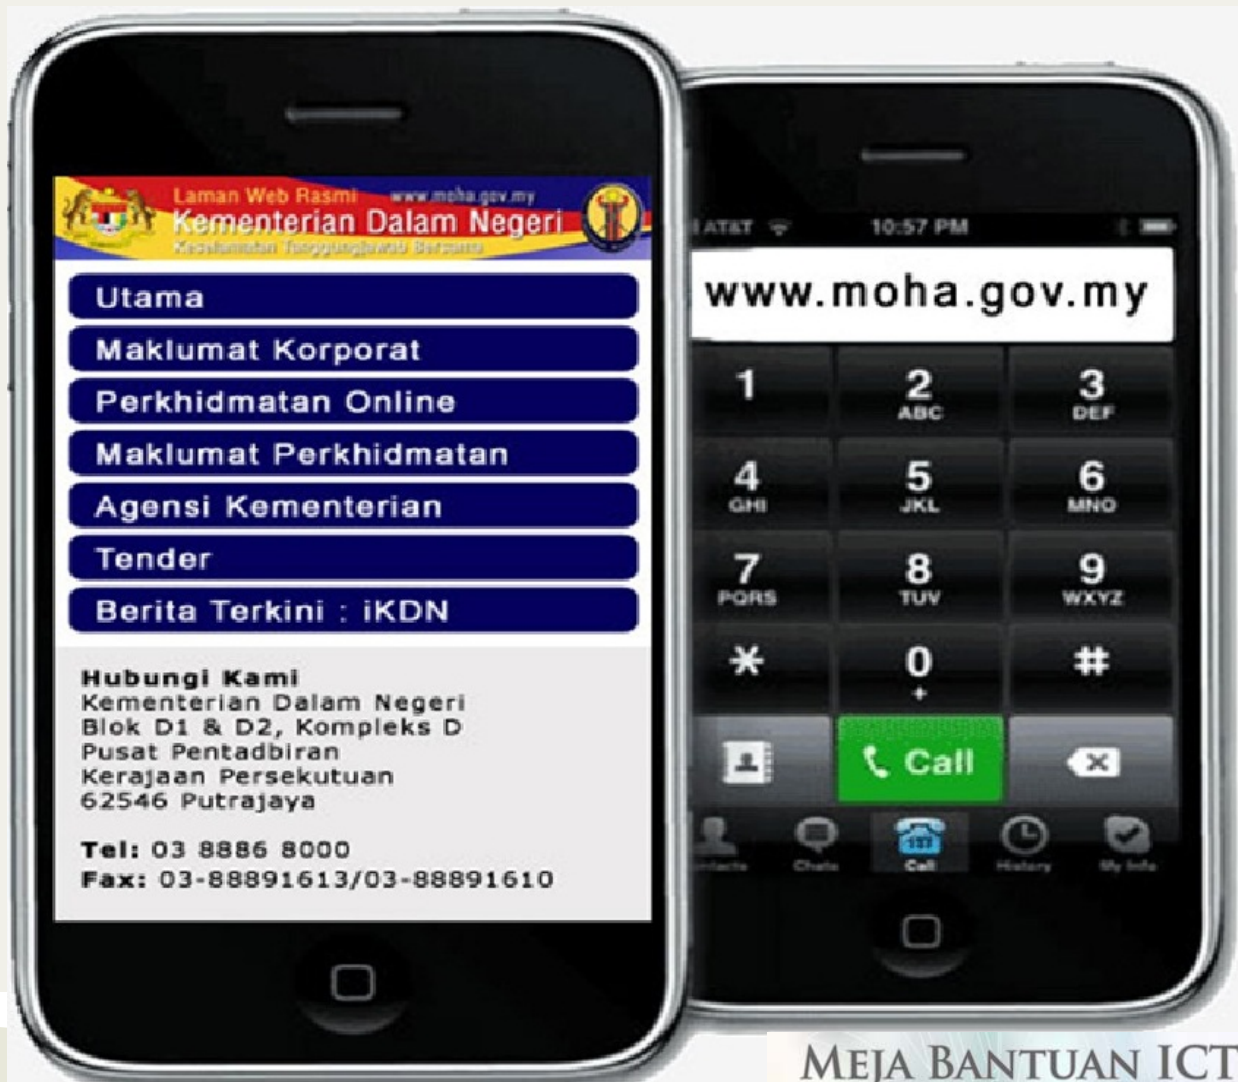 Laman Web Rasmi www.moha.gov.my
Kementerian Dalam Negeri
Keselamatan Tanggungjawab Bersama
Utama
Maklumat Korporat
Perkhidmatan Online
Maklumat Perkhidmatan
Agensi Kementerian
Tender
Berita Terkini : iKDN
Hubungi Kami
Kementerian Dalam Negeri
Blok D1 & D2, Kompleks D
Pusat Pentadbiran
Kerajaan Persekutuan
62546 Putrajaya
Tel: 03 8886 8000
Fax: 03-88891613/03-88891610
AT&T 10:57 PM
www.moha.gov.my
1 2 3
ABC DEF
4 5 6
GHI JKL MNO
7 8 9
PQRS TUV WXYZ
* 0 #
+
Call
Chats Call History My Info
MEJA BANTUAN ICT